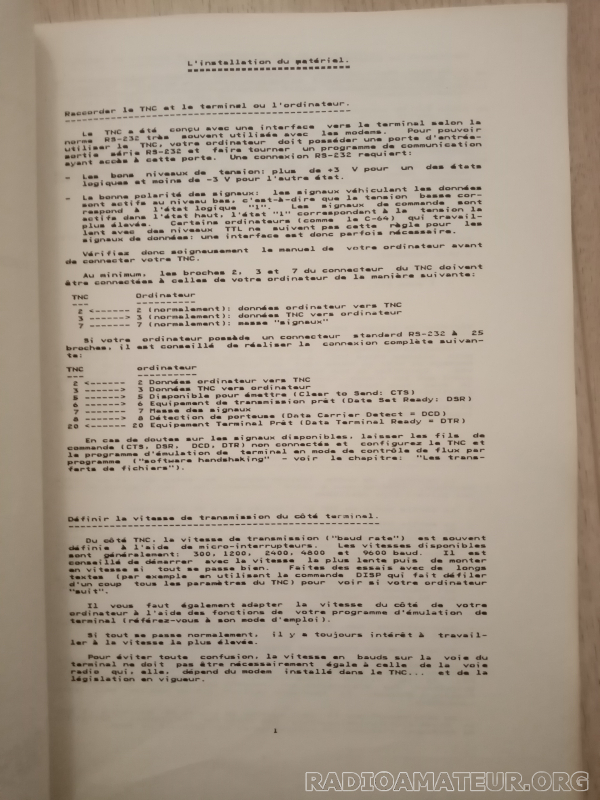 L'installation du matériel.
Raccorder le TNC et le terminal ou l'ordinateur.
Le TNC a été conçu avec une interface vers le terminal selon la
norme RS-232 très souvent utilisée avec les modems. Pour pouvoir
utiliser le TNC, votre ordinateur doit posséder une porte d'entrée-
sortie série RS-232 et faire tourner un programme de communication
ayant accès à cette porte. Une connexion RS-232 requiert:
- Les bons niveaux de tension: plus de +3 V pour un des états
logiques et moins de -3 V pour l'autre état.
- La bonne polarité des signaux: les signaux véhiculant les données
sont actifs au niveau bas, c'est-à-dire que la tension basse cor-
respond à l'état logique "1". Les signaux de commande sont
actifs dans l'état haut, l'état "1" correspondant à la tension la
plus élevée. Certains ordinateurs (comme le C-64) qui travail-
lent avec des niveaux TTL ne suivent pas cette règle pour les
signaux de données: une interface est donc parfois nécessaire.
Vérifiez donc soigneusement le manuel de votre ordinateur avant
de connecter votre TNC.
Au minimum, les broches 2, 3 et 7 du connecteur du TNC doivent
être connectées à celles de votre ordinateur de la manière suivante:
TNC Ordinateur
--- ----------
2 <------ 2 (normalement): données ordinateur vers TNC
3 ------> 3 (normalement): données TNC vers ordinateur
7 ------- 7 (normalement): masse "signaux"
Si votre ordinateur possède un connecteur standard RS-232 à 25
broches, il est conseillé de réaliser la connexion complète suivan-
te:
TNC ordinateur
--- ----------
2 <------ 2 Données ordinateur vers TNC
3 ------> 3 Données TNC vers ordinateur
5 ------> 5 Disponible pour émettre (Clear to Send: CTS)
6 ------> 6 Equipement de transmission prêt (Data Set Ready: DSR)
7 ------- 7 Masse des signaux
8 ------> 8 Détection de porteuse (Data Carrier Detect = DCD)
20 <------ 20 Equipement Terminal Prêt (Data Terminal Ready = DTR)
En cas de doutes sur les signaux disponibles, laisser les fils de
commande (CTS, DSR, DCD, DTR) non connectés et configurez le TNC et
le programme d'émulation de terminal en mode de contrôle de flux par
programme ("software handshaking" - voir le chapitre: "Les trans-
ferts de fichiers").
Définir la vitesse de transmission du côté terminal.
Du côté TNC, la vitesse de transmission ("baud rate") est souvent
définie à l'aide de micro-interrupteurs. Les vitesses disponibles
sont généralement: 300, 1200, 2400, 4800 et 9600 baud. Il est
conseillé de démarrer avec la vitesse la plus lente puis de monter
en vitesse si tout se passe bien. Faites des essais avec de longs
textes (par exemple en utilisant la commande DISP qui fait défiler
d'un coup tous les paramètres du TNC) pour voir si votre ordinateur
"suit".
Il vous faut également adapter la vitesse du côté de votre
ordinateur à l'aide des fonctions de votre programme d'émulation de
terminal (référez-vous à son mode d'emploi).
Si tout se passe normalement, il y a toujours intérêt à travail-
ler à la vitesse la plus élevée.
Pour éviter toute confusion, la vitesse en bauds sur la voie du
terminal ne doit pas être nécessairement égale à celle de la voie
radio qui, elle, dépend du modem installé dans le TNC... et de la
législation en vigueur.
1
RADIOAMATEUR.ORG